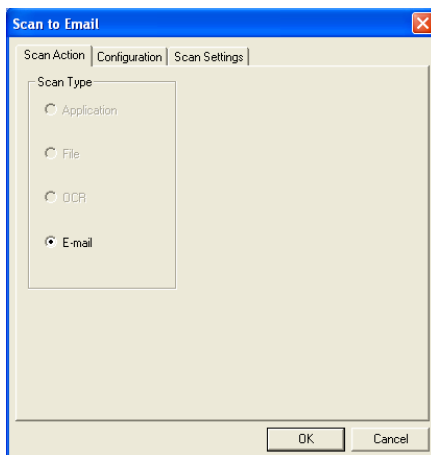 Scan to Email
Scan Action Configuration Scan Settings
Scan Type
Application
File
OCR
E-mail
OK Cancel